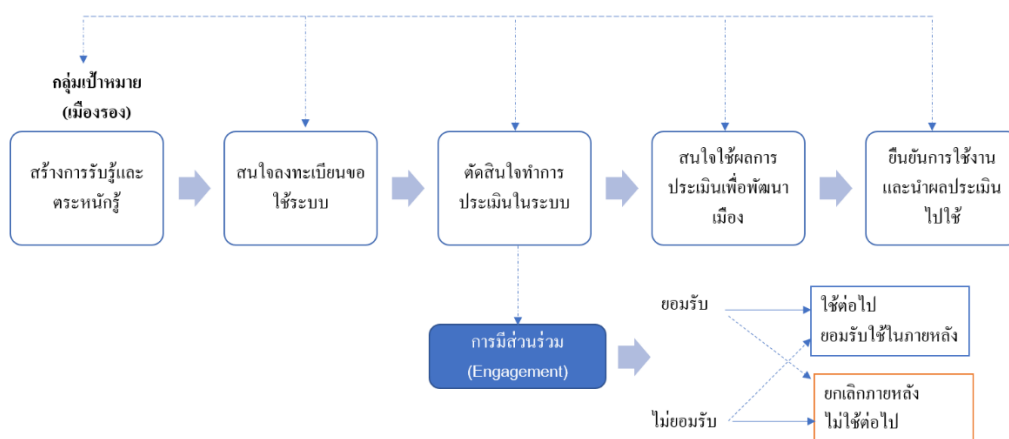 กลุ่มเป้าหมาย
(เมืองรอง)
สร้างการรับรู้และ
ตระหนักรู้
สนใจลงทะเบียนขอ
ใช้ระบบ
ตัดสินใจทำการ
ประเมินในระบบ
สนใจใช้ผลการ
ประเมินเพื่อพัฒนา
เมือง
ยืนยันการใช้งาน
และนำผลประเมิน
ไปใช้
การมีส่วนร่วม
(Engagement)
ยอมรับ
ไม่ยอมรับ
ใช้ต่อไป
ยอมรับใช้ในภายหลัง
ยกเลิกภายหลัง
ไม่ใช้ต่อไป